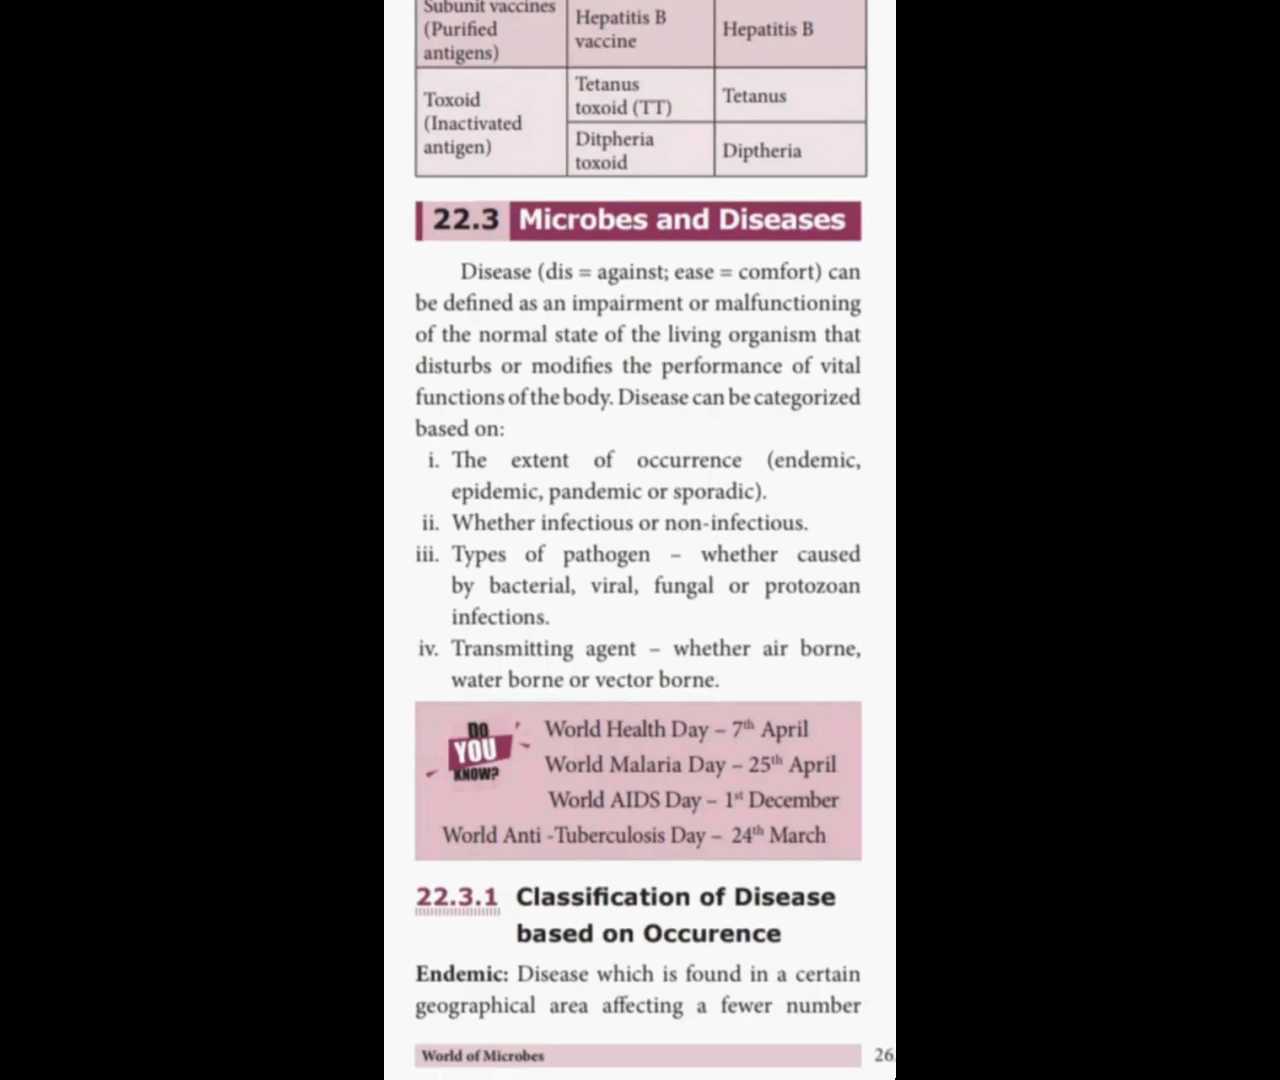 Subunit vaccines
(Purified
antigens)
Hepatitis B
vaccine
Hepatitis B
Toxoid
(Inactivated
antigen)
Tetanus
toxoid (TT)
Tetanus
Ditpheria
toxoid
Diptheria
22.3 Microbes and Diseases
Disease (dis = against; ease = comfort) can
be defined as an impairment or malfunctioning
of the normal state of the living organism that
disturbs or modifies the performance of vital
functions of the body. Disease can be categorized
based on:
i. The extent of occurrence (endemic,
epidemic, pandemic or sporadic).
ii. Whether infectious or non-infectious.
iii. Types of pathogen – whether caused
by bacterial, viral, fungal or protozoan
infections.
iv. Transmitting agent – whether air borne,
water borne or vector borne.
DO
YOU
KNOW?
World Health Day – 7th April
World Malaria Day – 25th April
World AIDS Day – 1st December
World Anti -Tuberculosis Day – 24th March
22.3.1 Classification of Disease
based on Occurence
Endemic: Disease which is found in a certain
geographical area affecting a fewer number
World of Microbes
26